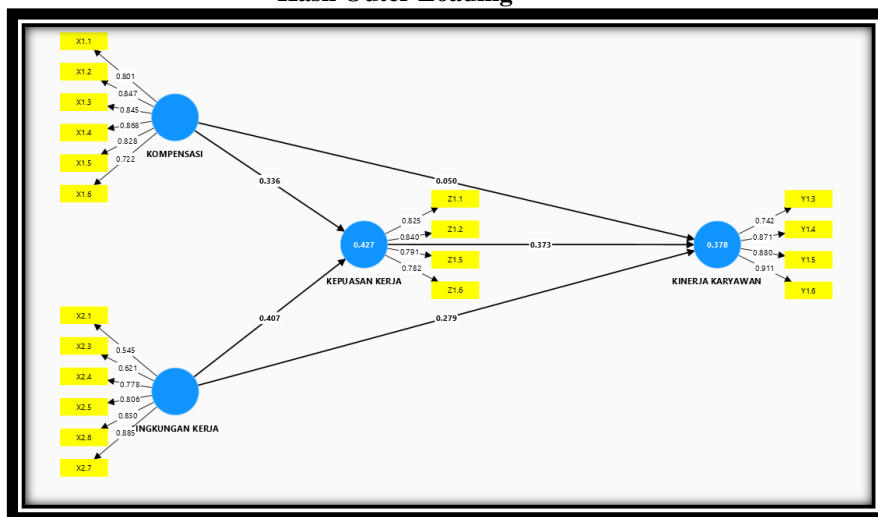 Hasil Outer Loading
X1.1
X1.2
X1.3
X1.4
X1.5
X1.6
0.801
0.847
0.845
0.868
0.828
0.722
KOMPENSASI
0.336
0.050
Z1.1
Z1.2
Z1.5
Z1.6
0.825
0.840
0.791
0.782
0.427
KEPUASAN KERJA
0.373
0.378
KINERJA KARYAWAN
0.742
0.871
0.880
0.911
Y1.3
Y1.4
Y1.5
Y1.6
0.407
0.279
X2.1
X2.3
X2.4
X2.5
X2.6
X2.7
0.545
0.621
0.778
0.806
0.830
0.885
INGKUNGAN KERJA